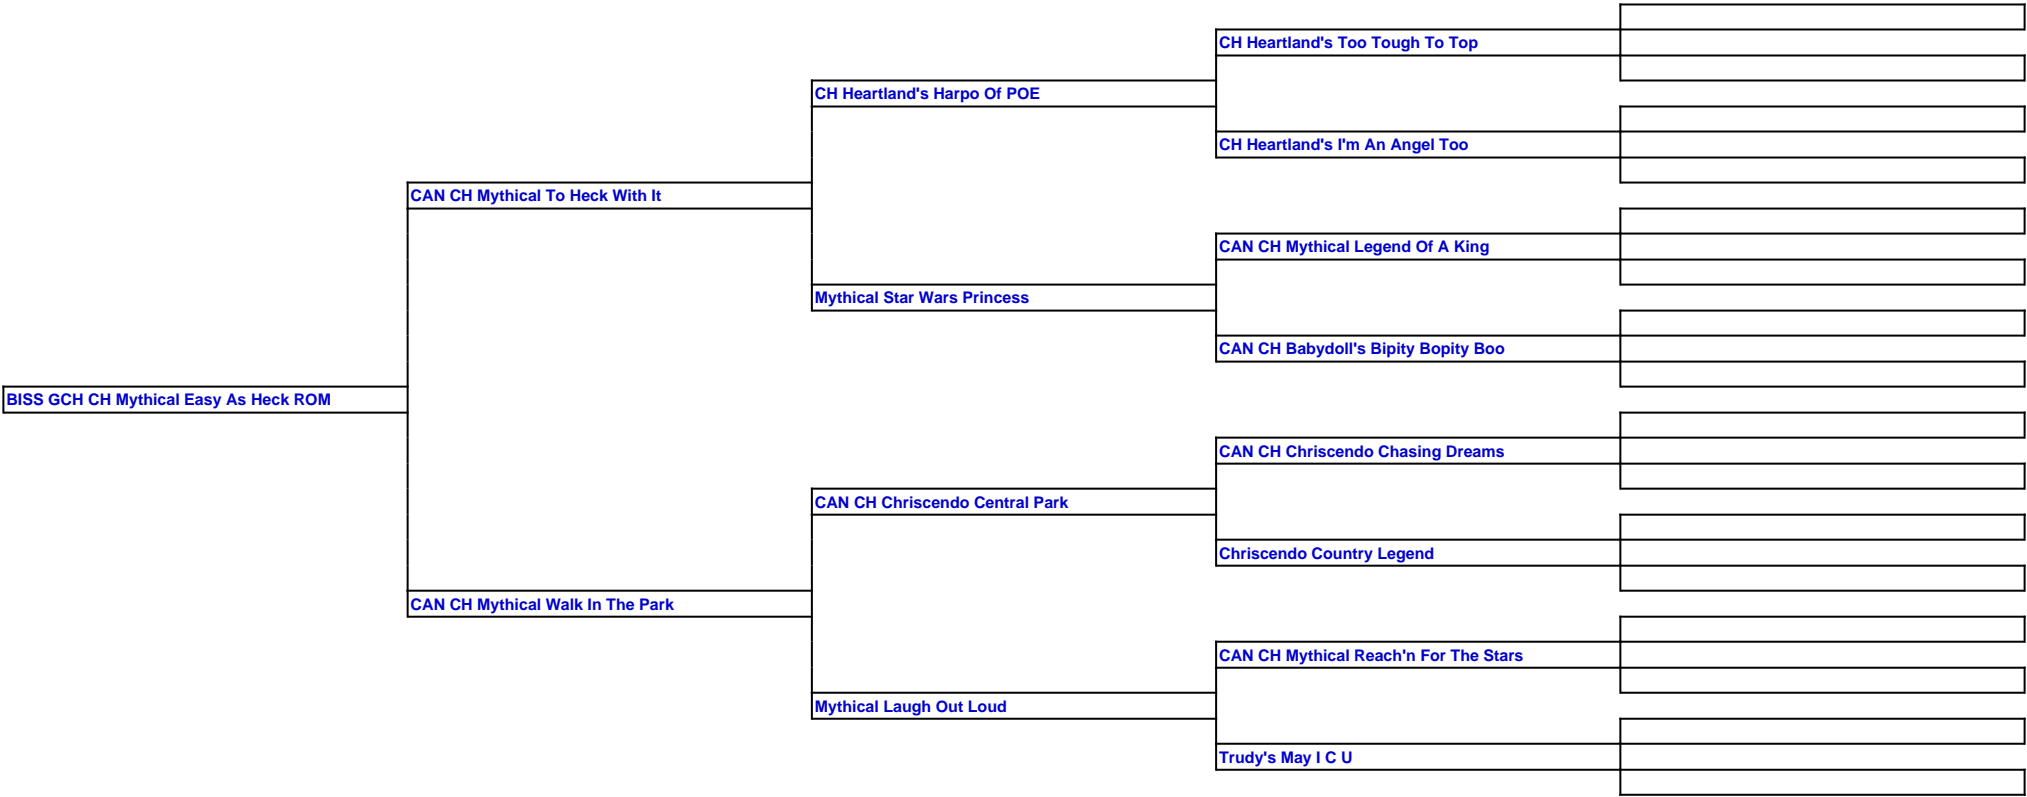 CH Heartland's Too Tough To Top
CH Heartland's Harpo Of POE
CH Heartland's I'm An Angel Too
CAN CH Mythical To Heck With It
CAN CH Mythical Legend Of A King
Mythical Star Wars Princess
CAN CH Babydoll's Bipity Bopity Boo
BISS GCH CH Mythical Easy As Heck ROM
CAN CH Chriscendo Chasing Dreams
CAN CH Chriscendo Central Park
Chriscendo Country Legend
CAN CH Mythical Walk In The Park
CAN CH Mythical Reach'n For The Stars
Mythical Laugh Out Loud
Trudy's May I C U